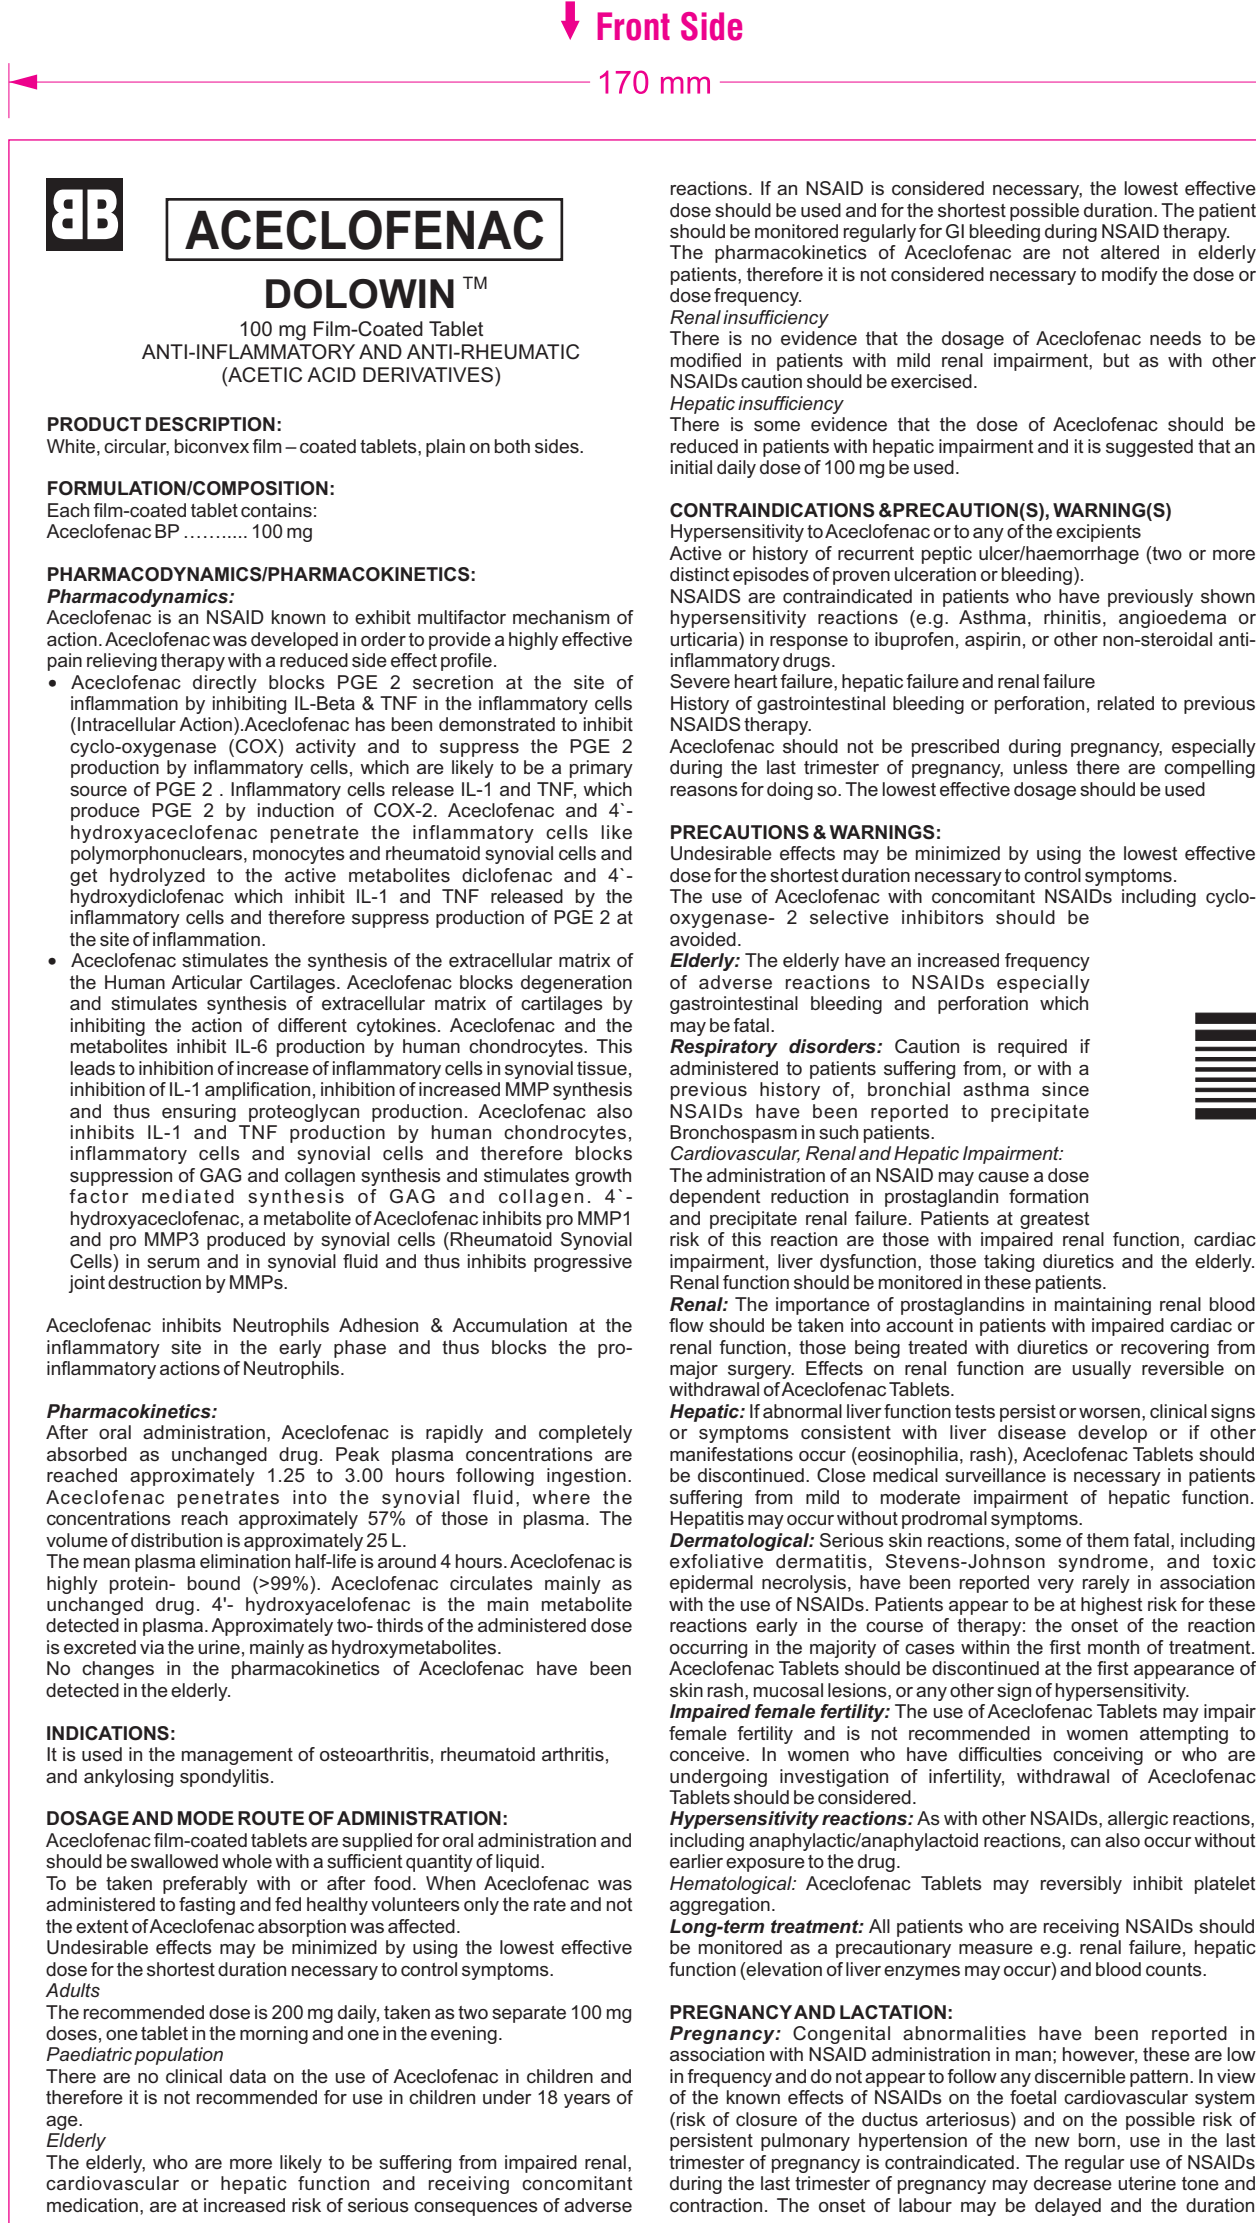 Front Side
170 mm
BB
ACECLOFENAC
DOLOWIN TM
100 mg Film-Coated Tablet
ANTI-INFLAMMATORY AND ANTI-RHEUMATIC
(ACETIC ACID DERIVATIVES)
PRODUCT DESCRIPTION:
White, circular, biconvex film – coated tablets, plain on both sides.
FORMULATION/COMPOSITION:
Each film-coated tablet contains:
Aceclofenac BP ……..... 100 mg
PHARMACODYNAMICS/PHARMACOKINETICS:
Pharmacodynamics:
Aceclofenac is an NSAID known to exhibit multifactor mechanism of
action. Aceclofenac was developed in order to provide a highly effective
pain relieving therapy with a reduced side effect profile.
• Aceclofenac directly blocks PGE 2 secretion at the site of
inflammation by inhibiting IL-Beta & TNF in the inflammatory cells
(Intracellular Action).Aceclofenac has been demonstrated to inhibit
cyclo-oxygenase (COX) activity and to suppress the PGE 2
production by inflammatory cells, which are likely to be a primary
source of PGE 2 . Inflammatory cells release IL-1 and TNF, which
produce PGE 2 by induction of COX-2. Aceclofenac and 4`-
hydroxyaceclofenac penetrate the inflammatory cells like
polymorphonuclears, monocytes and rheumatoid synovial cells and
get hydrolyzed to the active metabolites diclofenac and 4`-
hydroxydiclofenac which inhibit IL-1 and TNF released by the
inflammatory cells and therefore suppress production of PGE 2 at
the site of inflammation.
• Aceclofenac stimulates the synthesis of the extracellular matrix of
the Human Articular Cartilages. Aceclofenac blocks degeneration
and stimulates synthesis of extracellular matrix of cartilages by
inhibiting the action of different cytokines. Aceclofenac and the
metabolites inhibit IL-6 production by human chondrocytes. This
leads to inhibition of increase of inflammatory cells in synovial tissue,
inhibition of IL-1 amplification, inhibition of increased MMP synthesis
and thus ensuring proteoglycan production. Aceclofenac also
inhibits IL-1 and TNF production by human chondrocytes,
inflammatory cells and synovial cells and therefore blocks
suppression of GAG and collagen synthesis and stimulates growth
factor mediated synthesis of GAG and collagen. 4`-
hydroxyaceclofenac, a metabolite of Aceclofenac inhibits pro MMP1
and pro MMP3 produced by synovial cells (Rheumatoid Synovial
Cells) in serum and in synovial fluid and thus inhibits progressive
joint destruction by MMPs.
Aceclofenac inhibits Neutrophils Adhesion & Accumulation at the
inflammatory site in the early phase and thus blocks the pro-
inflammatory actions of Neutrophils.
Pharmacokinetics:
After oral administration, Aceclofenac is rapidly and completely
absorbed as unchanged drug. Peak plasma concentrations are
reached approximately 1.25 to 3.00 hours following ingestion.
Aceclofenac penetrates into the synovial fluid, where the
concentrations reach approximately 57% of those in plasma. The
volume of distribution is approximately 25 L.
The mean plasma elimination half-life is around 4 hours. Aceclofenac is
highly protein- bound (>99%). Aceclofenac circulates mainly as
unchanged drug. 4'- hydroxyacelofenac is the main metabolite
detected in plasma. Approximately two- thirds of the administered dose
is excreted via the urine, mainly as hydroxymetabolites.
No changes in the pharmacokinetics of Aceclofenac have been
detected in the elderly.
INDICATIONS:
It is used in the management of osteoarthritis, rheumatoid arthritis,
and ankylosing spondylitis.
DOSAGE AND MODE ROUTE OF ADMINISTRATION:
Aceclofenac film-coated tablets are supplied for oral administration and
should be swallowed whole with a sufficient quantity of liquid.
To be taken preferably with or after food. When Aceclofenac was
administered to fasting and fed healthy volunteers only the rate and not
the extent of Aceclofenac absorption was affected.
Undesirable effects may be minimized by using the lowest effective
dose for the shortest duration necessary to control symptoms.
Adults
The recommended dose is 200 mg daily, taken as two separate 100 mg
doses, one tablet in the morning and one in the evening.
Paediatric population
There are no clinical data on the use of Aceclofenac in children and
therefore it is not recommended for use in children under 18 years of
age.
Elderly
The elderly, who are more likely to be suffering from impaired renal,
cardiovascular or hepatic function and receiving concomitant
medication, are at increased risk of serious consequences of adverse
reactions. If an NSAID is considered necessary, the lowest effective
dose should be used and for the shortest possible duration. The patient
should be monitored regularly for GI bleeding during NSAID therapy.
The pharmacokinetics of Aceclofenac are not altered in elderly
patients, therefore it is not considered necessary to modify the dose or
dose frequency.
Renal insufficiency
There is no evidence that the dosage of Aceclofenac needs to be
modified in patients with mild renal impairment, but as with other
NSAIDs caution should be exercised.
Hepatic insufficiency
There is some evidence that the dose of Aceclofenac should be
reduced in patients with hepatic impairment and it is suggested that an
initial daily dose of 100 mg be used.
CONTRAINDICATIONS &PRECAUTION(S), WARNING(S)
Hypersensitivity to Aceclofenac or to any of the excipients
Active or history of recurrent peptic ulcer/haemorrhage (two or more
distinct episodes of proven ulceration or bleeding).
NSAIDS are contraindicated in patients who have previously shown
hypersensitivity reactions (e.g. Asthma, rhinitis, angioedema or
urticaria) in response to ibuprofen, aspirin, or other non-steroidal anti-
inflammatory drugs.
Severe heart failure, hepatic failure and renal failure
History of gastrointestinal bleeding or perforation, related to previous
NSAIDS therapy.
Aceclofenac should not be prescribed during pregnancy, especially
during the last trimester of pregnancy, unless there are compelling
reasons for doing so. The lowest effective dosage should be used
PRECAUTIONS & WARNINGS:
Undesirable effects may be minimized by using the lowest effective
dose for the shortest duration necessary to control symptoms.
The use of Aceclofenac with concomitant NSAIDs including cyclo-
oxygenase- 2 selective inhibitors should be
avoided.
Elderly: The elderly have an increased frequency
of adverse reactions to NSAIDs especially
gastrointestinal bleeding and perforation which
may be fatal.
Respiratory disorders: Caution is required if
administered to patients suffering from, or with a
previous history of, bronchial asthma since
NSAIDs have been reported to precipitate
Bronchospasm in such patients.
Cardiovascular, Renal and Hepatic Impairment:
The administration of an NSAID may cause a dose
dependent reduction in prostaglandin formation
and precipitate renal failure. Patients at greatest
risk of this reaction are those with impaired renal function, cardiac
impairment, liver dysfunction, those taking diuretics and the elderly.
Renal function should be monitored in these patients.
Renal: The importance of prostaglandins in maintaining renal blood
flow should be taken into account in patients with impaired cardiac or
renal function, those being treated with diuretics or recovering from
major surgery. Effects on renal function are usually reversible on
withdrawal of Aceclofenac Tablets.
Hepatic: If abnormal liver function tests persist or worsen, clinical signs
or symptoms consistent with liver disease develop or if other
manifestations occur (eosinophilia, rash), Aceclofenac Tablets should
be discontinued. Close medical surveillance is necessary in patients
suffering from mild to moderate impairment of hepatic function.
Hepatitis may occur without prodromal symptoms.
Dermatological: Serious skin reactions, some of them fatal, including
exfoliative dermatitis, Stevens-Johnson syndrome, and toxic
epidermal necrolysis, have been reported very rarely in association
with the use of NSAIDs. Patients appear to be at highest risk for these
reactions early in the course of therapy: the onset of the reaction
occurring in the majority of cases within the first month of treatment.
Aceclofenac Tablets should be discontinued at the first appearance of
skin rash, mucosal lesions, or any other sign of hypersensitivity.
Impaired female fertility: The use of Aceclofenac Tablets may impair
female fertility and is not recommended in women attempting to
conceive. In women who have difficulties conceiving or who are
undergoing investigation of infertility, withdrawal of Aceclofenac
Tablets should be considered.
Hypersensitivity reactions: As with other NSAIDs, allergic reactions,
including anaphylactic/anaphylactoid reactions, can also occur without
earlier exposure to the drug.
Hematological: Aceclofenac Tablets may reversibly inhibit platelet
aggregation.
Long-term treatment: All patients who are receiving NSAIDs should
be monitored as a precautionary measure e.g. renal failure, hepatic
function (elevation of liver enzymes may occur) and blood counts.
PREGNANCY AND LACTATION:
Pregnancy: Congenital abnormalities have been reported in
association with NSAID administration in man; however, these are low
in frequency and do not appear to follow any discernible pattern. In view
of the known effects of NSAIDs on the foetal cardiovascular system
(risk of closure of the ductus arteriosus) and on the possible risk of
persistent pulmonary hypertension of the new born, use in the last
trimester of pregnancy is contraindicated. The regular use of NSAIDs
during the last trimester of pregnancy may decrease uterine tone and
contraction. The onset of labour may be delayed and the duration